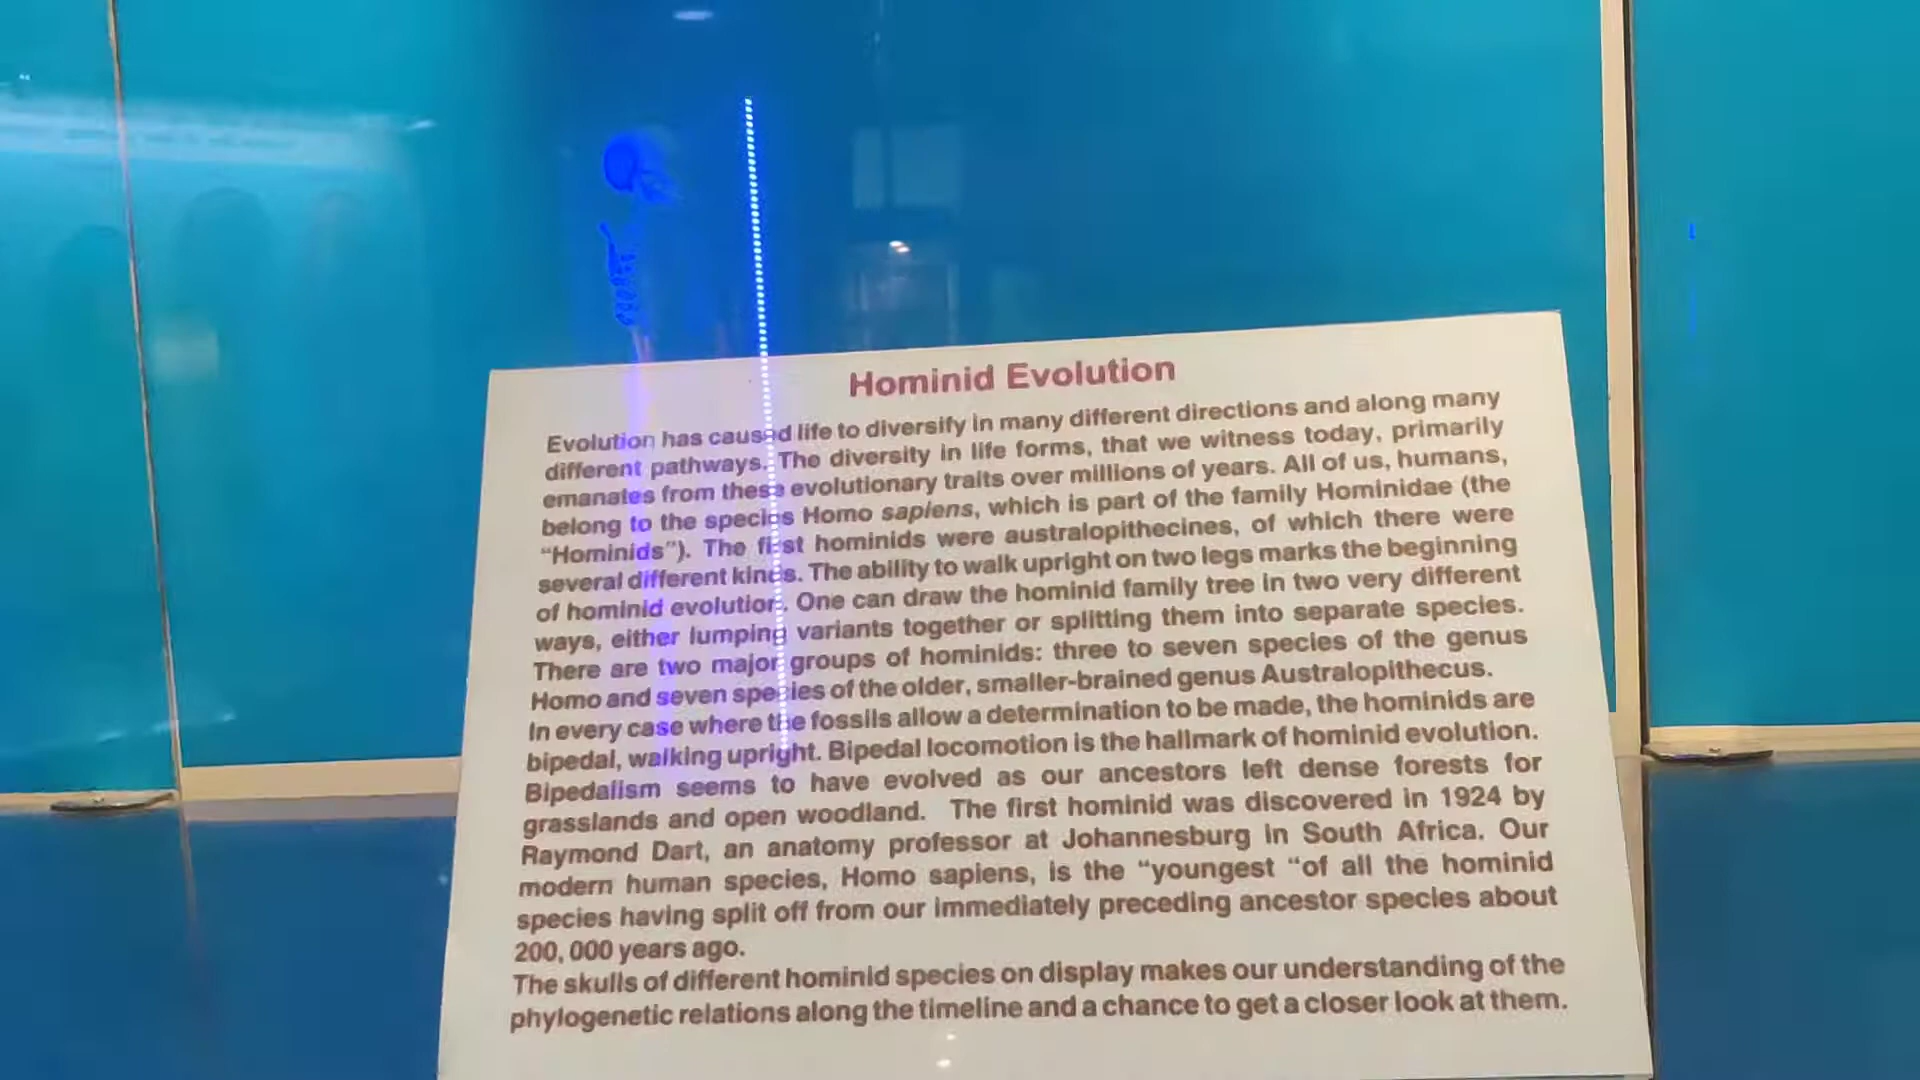 Hominid Evolution
Evolution has caused life to diversify in many different directions and along many
different pathways. The diversity in life forms, that we witness today, primarily
emanates from these evolutionary traits over millions of years. All of us, humans,
belong to the species Homo sapiens, which is part of the family Hominidae (the
“Hominids”). The first hominids were australopithecines, of which there were
several different kinds. The ability to walk upright on two legs marks the beginning
of hominid evolution. One can draw the hominid family tree in two very different
ways, either lumping variants together or splitting them into separate species.
There are two major groups of hominids: three to seven species of the genus
Homo and seven species of the older, smaller-brained genus Australopithecus.
In every case where the fossils allow a determination to be made, the hominids are
bipedal, walking upright. Bipedal locomotion is the hallmark of hominid evolution.
Bipedalism seems to have evolved as our ancestors left dense forests for
grasslands and open woodland. The first hominid was discovered in 1924 by
Raymond Dart, an anatomy professor at Johannesburg in South Africa. Our
modern human species, Homo sapiens, is the “youngest “of all the hominid
species having split off from our immediately preceding ancestor species about
200, 000 years ago.
The skulls of different hominid species on display makes our understanding of the
phylogenetic relations along the timeline and a chance to get a closer look at them.